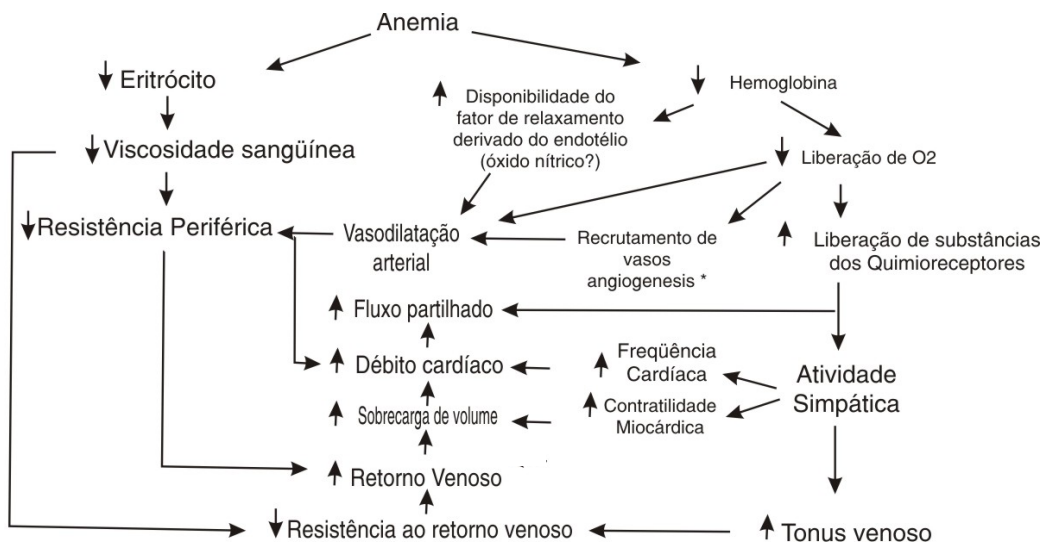 Anemia
Eritrócito
Hemoglobina
Disponibilidade do
fator de relaxamento
derivado do endotélio
(óxido nítrico?)
Viscosidade sangüínea
Liberação de O2
Resistência Periférica
Vasodilatação
arterial
Recrutamento de
vasos
angiogenesis *
Liberação de substâncias
dos Quimioreceptores
Fluxo partilhado
Débito cardíaco
Freqüência
Cardíaca
Atividade
Simpática
Sobrecarga de volume
Contratilidade
Miocárdica
Retorno Venoso
Resistência ao retorno venoso
Tonus venoso